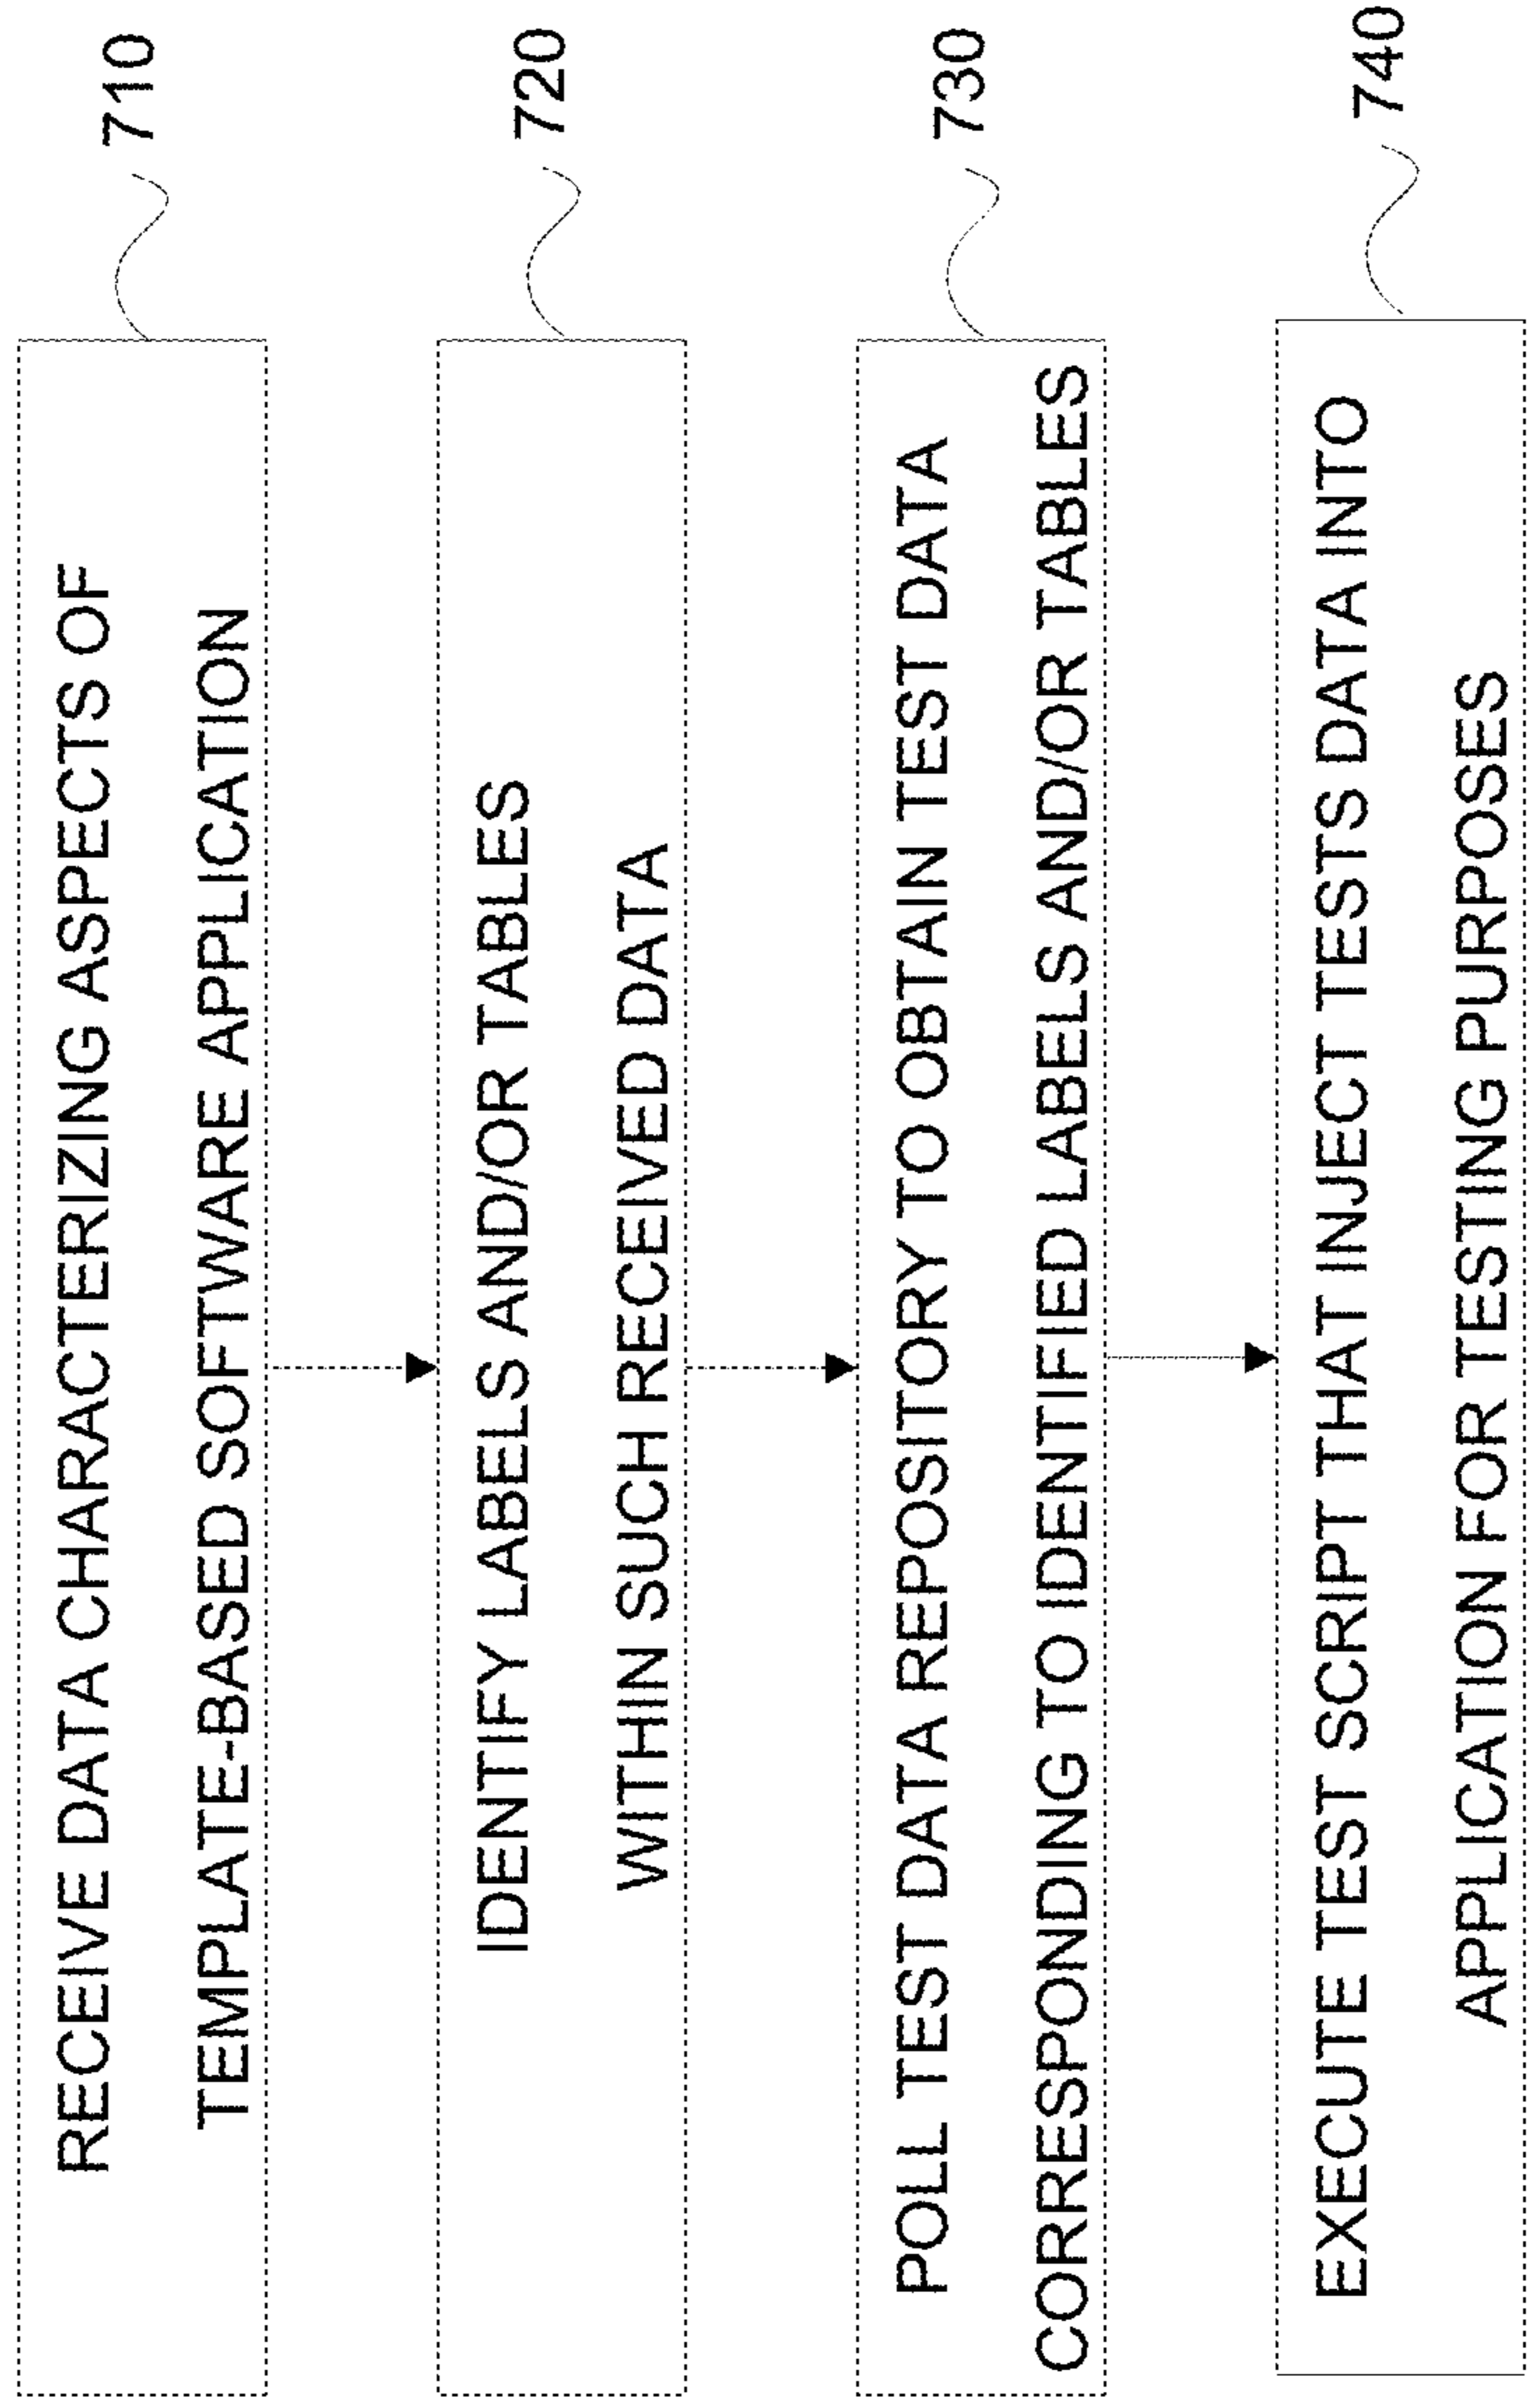 RECEIVE DATA CHARACTERIZING ASPECTS OF
TEMPLATE-BASED SOFTWARE APPLICATION
710
IDENTIFY LABELS AND/OR TABLES
WITHIN SUCH RECEIVED DATA
720
POLL TEST DATA REPOSITORY TO OBTAIN TEST DATA
CORRESPONDING TO IDENTIFIED LABELS AND/OR TABLES
730
EXECUTE TEST SCRIPT THAT INJECT TESTS DATA INTO
APPLICATION FOR TESTING PURPOSES
740